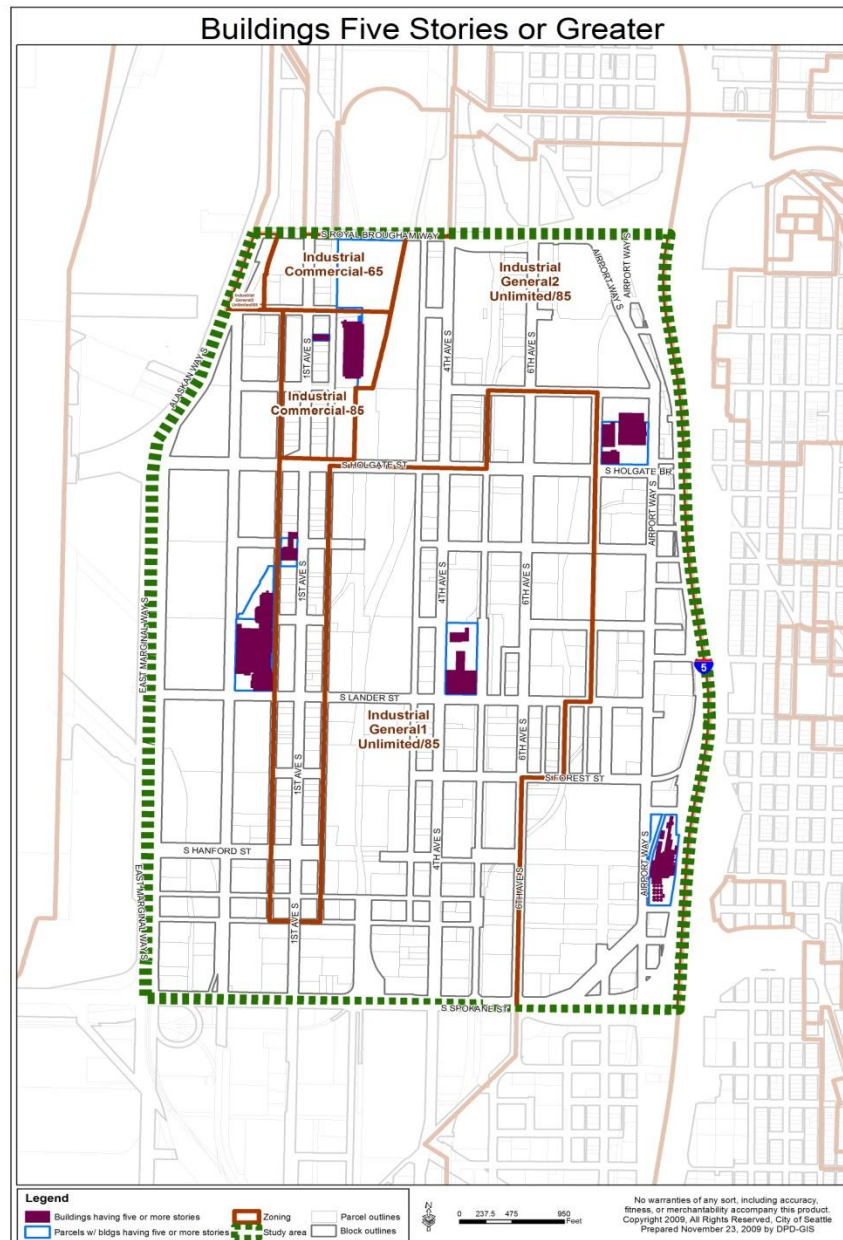 Buildings Five Stories or Greater
S ROYAL BROUGHAM WAY
Industrial
Commercial-65
Industrial
General2
Unlimited/85
AIRPORT WAY S
AIRPORT WAY S
Industrial
General2
Unlimited/85
1ST AVE S
4TH AVE S
6TH AVE S
ALASKAN WAY S
Industrial
Commercial-85
S HOLGATE ST
S HOLGATE BR
AIRPORT WAY S
1ST AVE S
4TH AVE S
6TH AVE S
EAST MARGINAL WAY S
5
S LANDER ST
Industrial
General1
Unlimited/85
6TH AVE S
1ST AVE S
S FOREST ST
S HANFORD ST
4TH AVE S
AIRPORT WAY S
6TH AVE S
EAST MARGINAL WAY S
1ST AVE S
S SPOKANE ST
Legend
Buildings having five or more stories
Zoning
Parcel outlines
Parcels w/ bldgs having five or more stories
Study area
Block outlines
N
0 237.5 475 950
Feet
No warranties of any sort, including accuracy,
fitness, or merchantability accompany this product.
Copyright 2009, All Rights Reserved, City of Seattle
Prepared November 23, 2009 by DPD-GIS